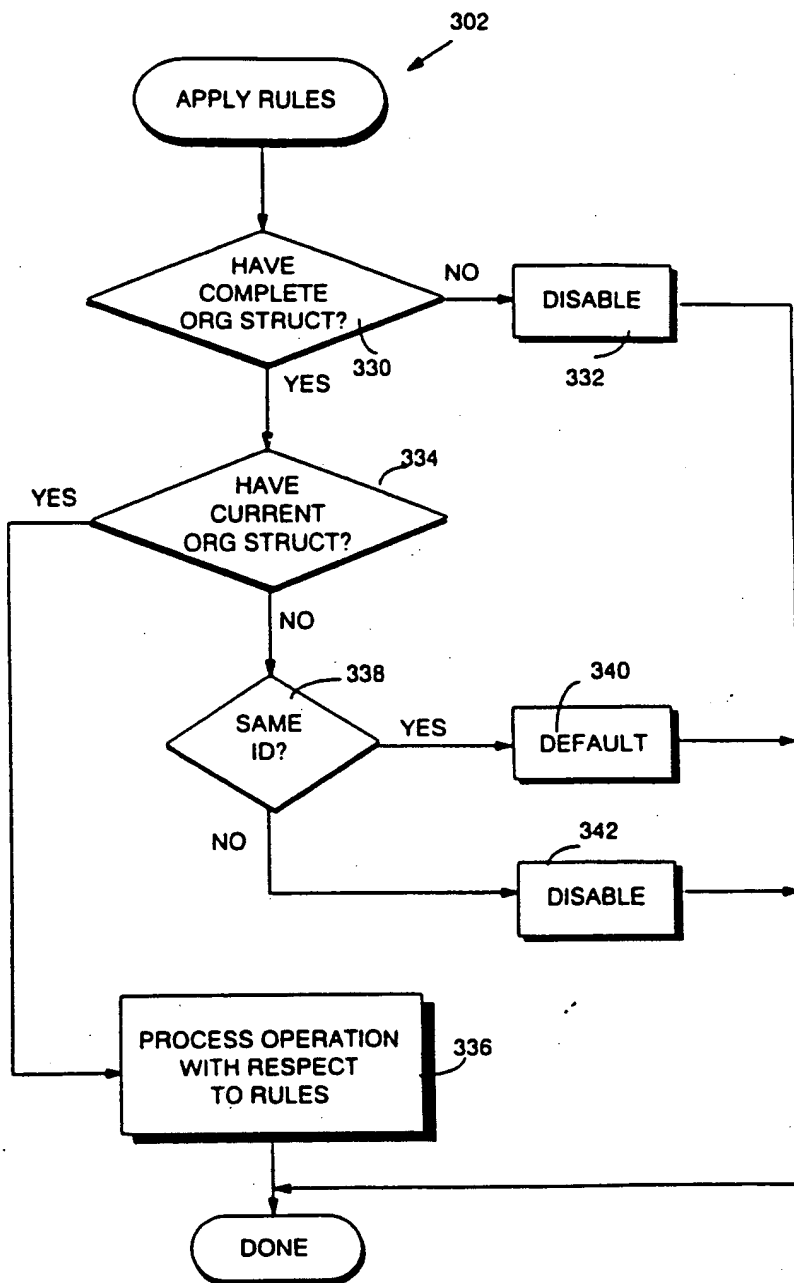 302
APPLY RULES
HAVE
COMPLETE
ORG STRUCT?
330
NO
DISABLE
332
YES
334
HAVE
CURRENT
ORG STRUCT?
YES
NO
338
SAME
ID?
YES
340
DEFAULT
NO
342
DISABLE
PROCESS OPERATION
WITH RESPECT
TO RULES
336
DONE